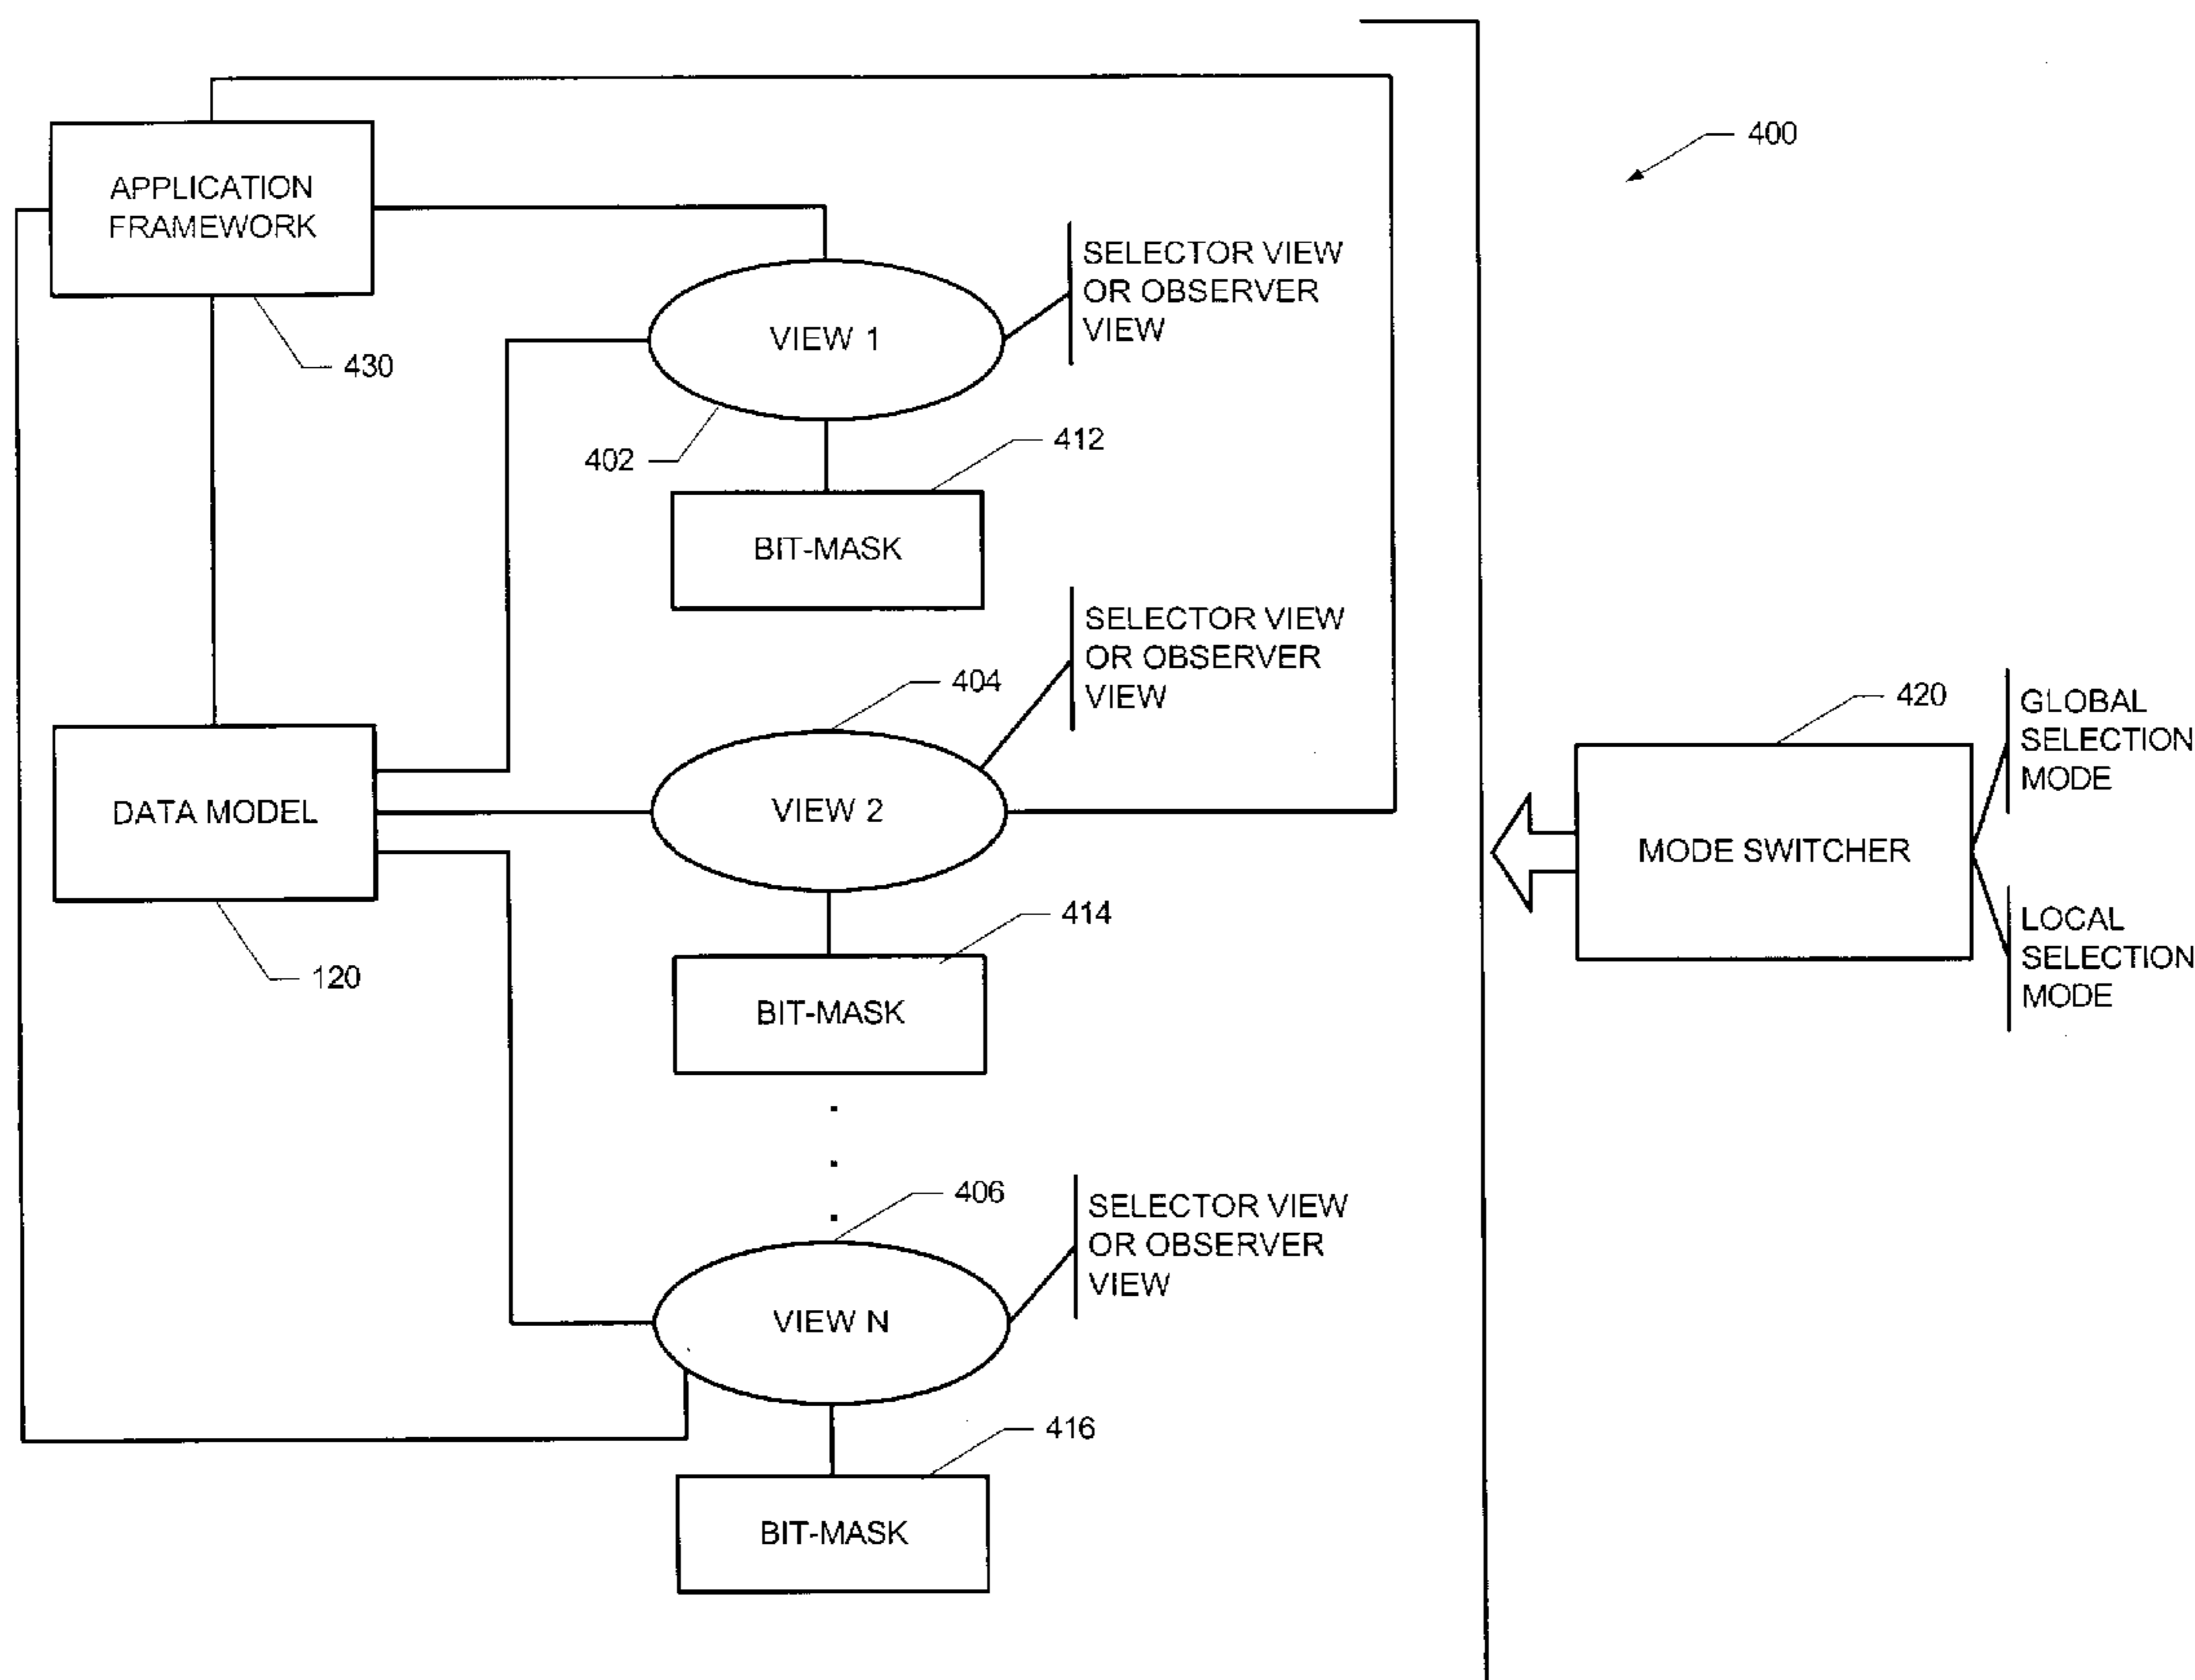 400
APPLICATION
FRAMEWORK
430
SELECTOR VIEW
OR OBSERVER
VIEW
VIEW 1
402
412
BIT-MASK
SELECTOR VIEW
OR OBSERVER
VIEW
404
DATA MODEL
120
VIEW 2
414
BIT-MASK
.
.
.
406
SELECTOR VIEW
OR OBSERVER
VIEW
VIEW N
416
BIT-MASK
420
MODE SWITCHER
GLOBAL
SELECTION
MODE
LOCAL
SELECTION
MODE